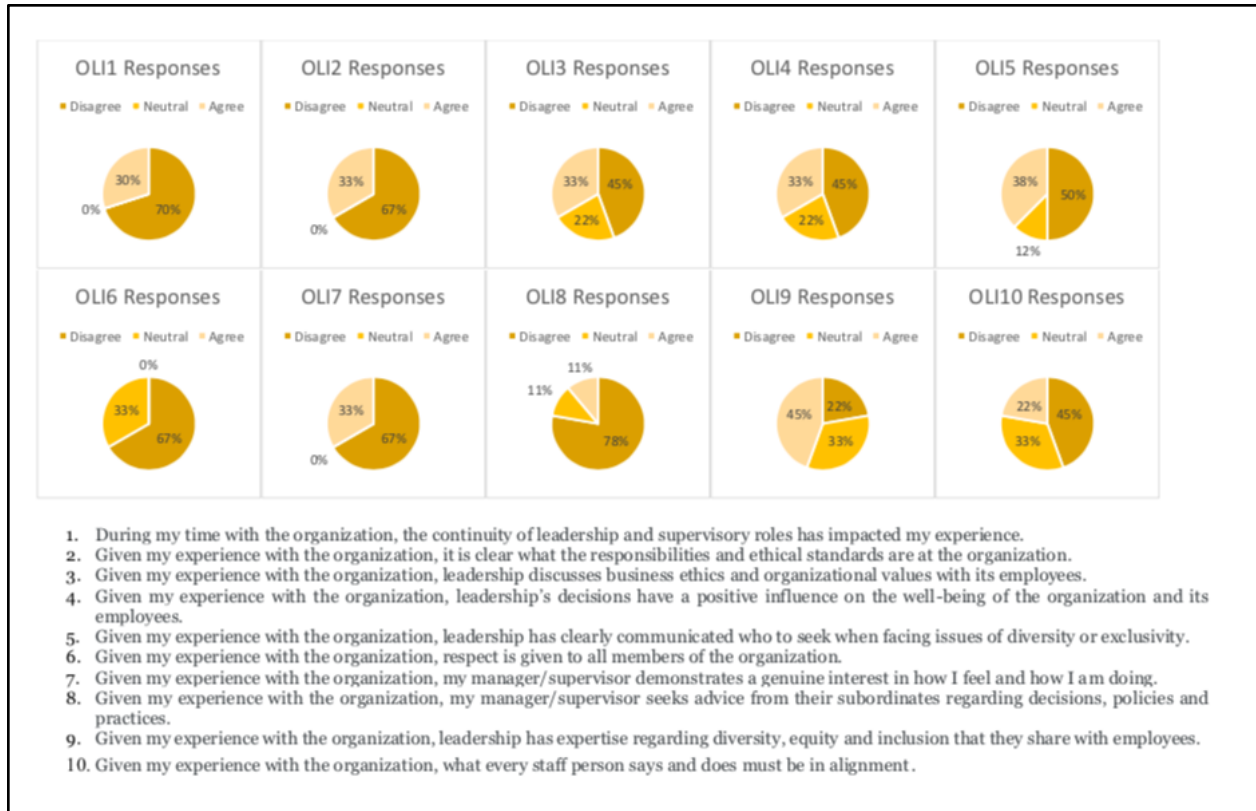 OLI1 Responses
Disagree Neutral Agree
30%
0%
70%
OLI2 Responses
Disagree Neutral Agree
33%
0%
67%
OLI3 Responses
Disagree Neutral Agree
33%
45%
22%
OLI4 Responses
Disagree Neutral Agree
33%
45%
22%
OLI5 Responses
Disagree Neutral Agree
38%
50%
12%
OLI6 Responses
Disagree Neutral Agree
0%
33%
67%
OLI7 Responses
Disagree Neutral Agree
33%
0%
67%
OLI8 Responses
Disagree Neutral Agree
11%
11%
78%
OLI9 Responses
Disagree Neutral Agree
22%
45%
33%
OLI10 Responses
Disagree Neutral Agree
22%
45%
33%
1. During my time with the organization, the continuity of leadership and supervisory roles has impacted my experience.
2. Given my experience with the organization, it is clear what the responsibilities and ethical standards are at the organization.
3. Given my experience with the organization, leadership discusses business ethics and organizational values with its employees.
4. Given my experience with the organization, leadership's decisions have a positive influence on the well-being of the organization and its
employees.
5. Given my experience with the organization, leadership has clearly communicated who to seek when facing issues of diversity or exclusivity.
6. Given my experience with the organization, respect is given to all members of the organization.
7. Given my experience with the organization, my manager/supervisor demonstrates a genuine interest in how I feel and how I am doing.
8. Given my experience with the organization, my manager/supervisor seeks advice from their subordinates regarding decisions, policies and
practices.
9. Given my experience with the organization, leadership has expertise regarding diversity, equity and inclusion that they share with employees.
10. Given my experience with the organization, what every staff person says and does must be in alignment.